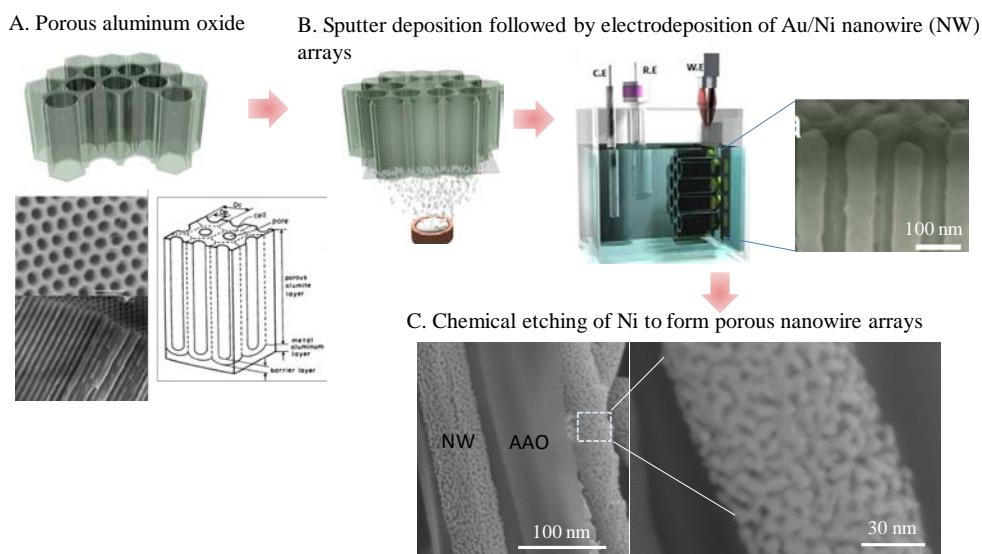 A. Porous aluminum oxide
B. Sputter deposition followed by electrodeposition of Au/Ni nanowire (NW)
arrays
C.E
R.E
W.E
a
100 nm
Dc
cell
pore
porous
alumite
layer
metal
aluminum
layer
barrier layer
C. Chemical etching of Ni to form porous nanowire arrays
NW
AAO
100 nm
30 nm